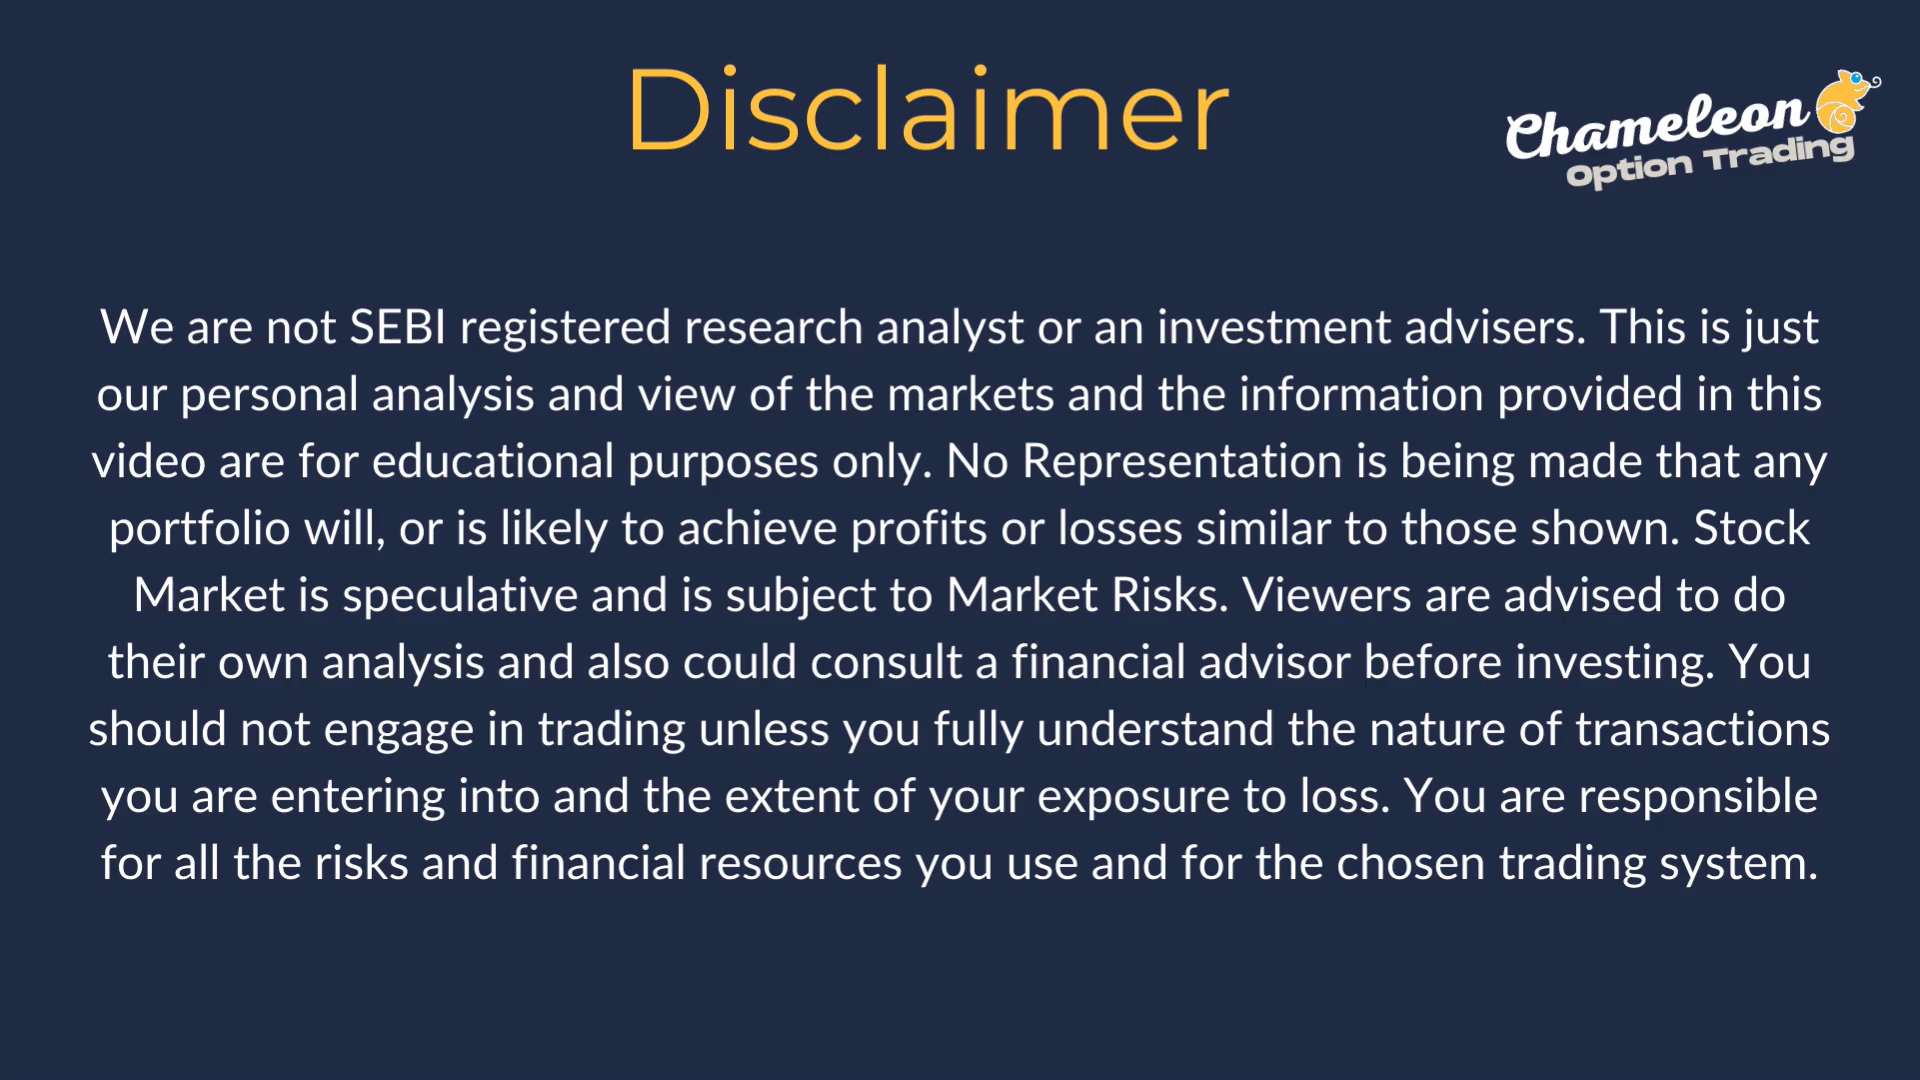 Disclaimer
Chameleon
Option Trading
We are not SEBI registered research analyst or an investment advisers. This is just
our personal analysis and view of the markets and the information provided in this
video are for educational purposes only. No Representation is being made that any
portfolio will, or is likely to achieve profits or losses similar to those shown. Stock
Market is speculative and is subject to Market Risks. Viewers are advised to do
their own analysis and also could consult a financial advisor before investing. You
should not engage in trading unless you fully understand the nature of transactions
you are entering into and the extent of your exposure to loss. You are responsible
for all the risks and financial resources you use and for the chosen trading system.